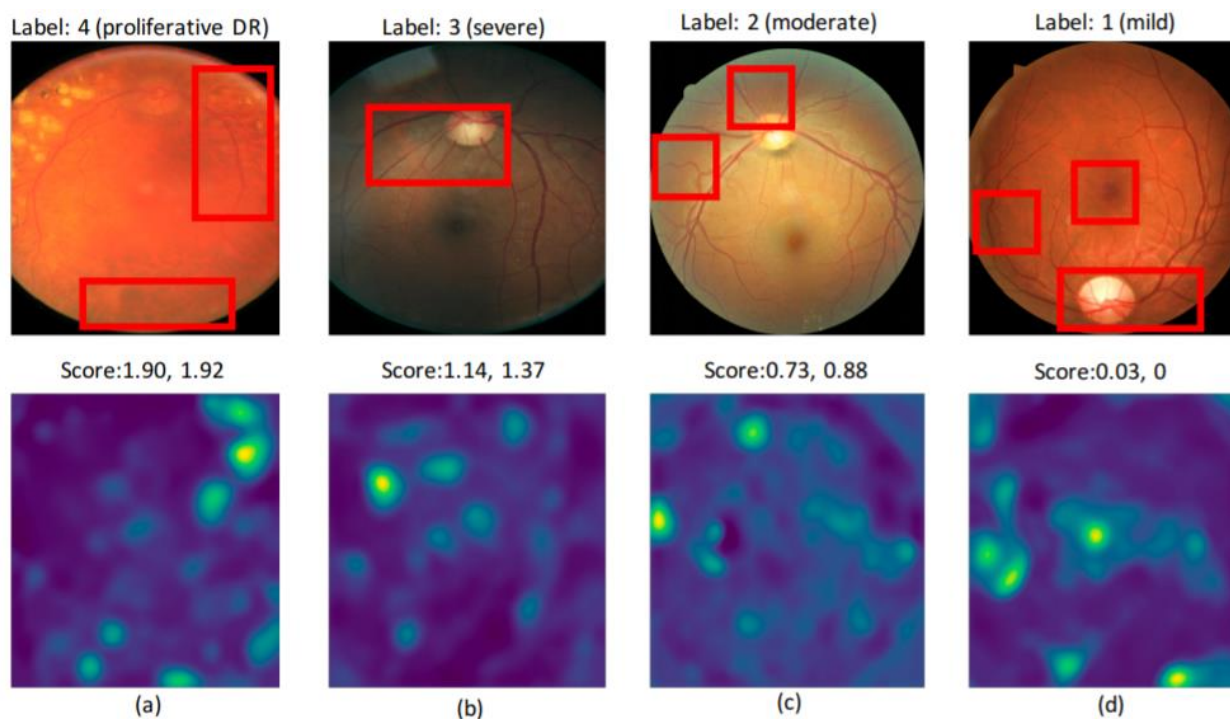 Label: 4 (proliferative DR)
Label: 3 (severe)
Label: 2 (moderate)
Label: 1 (mild)
Score:1.90, 1.92
Score:1.14, 1.37
Score:0.73, 0.88
Score:0.03, 0
(a)
(b)
(c)
(d)